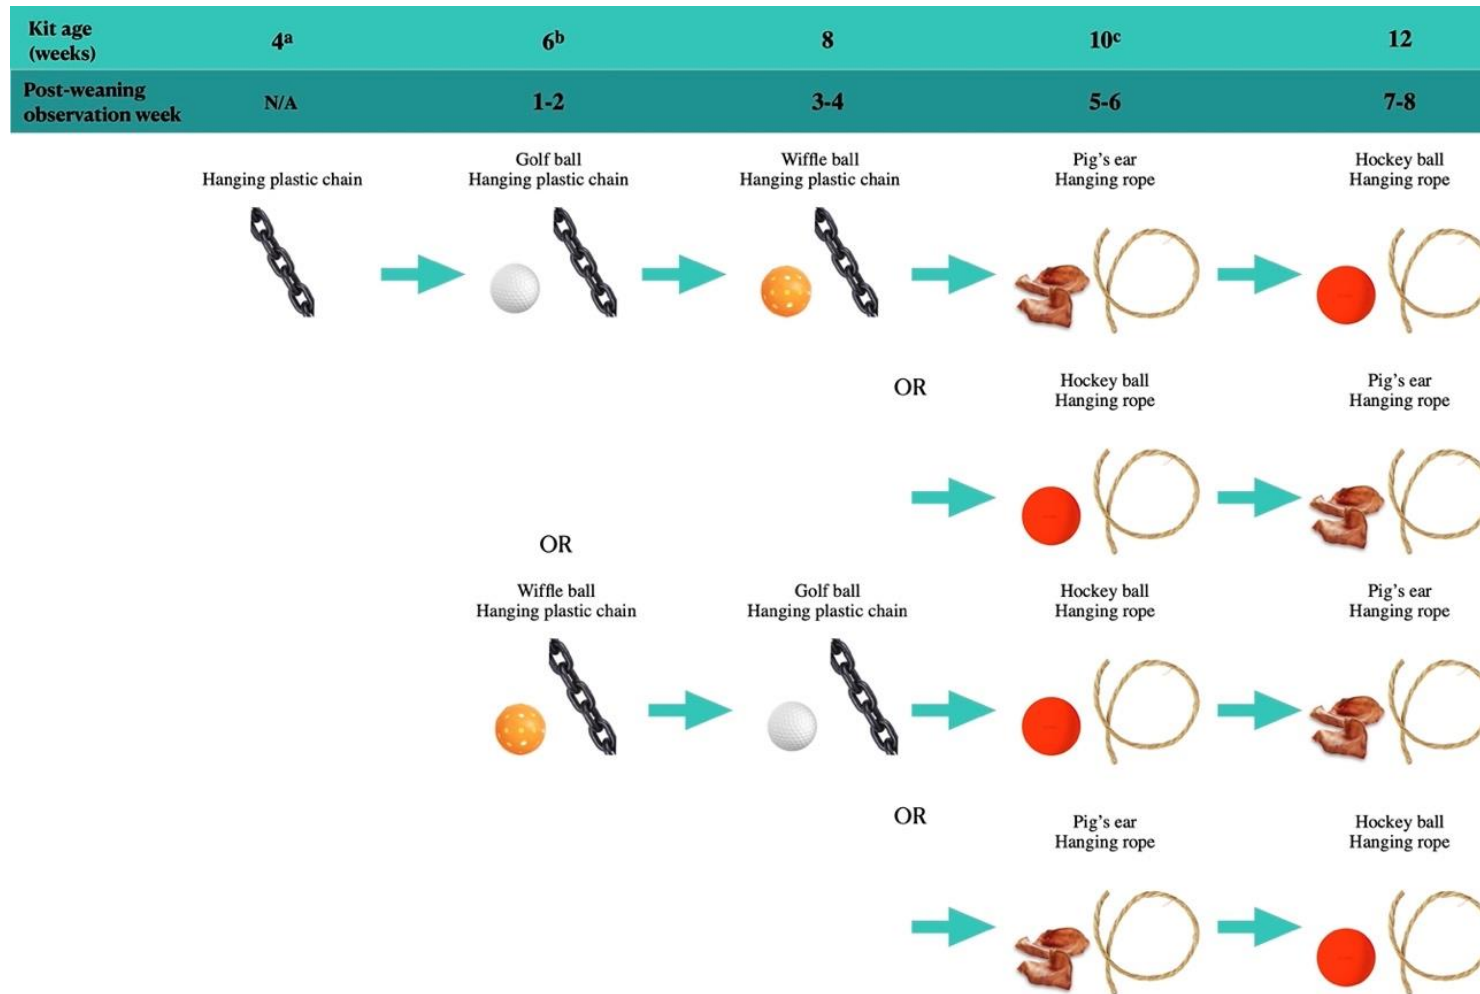 Kit age
(weeks)
4ᵃ
6ᵇ
8
10ᶜ
12
Post-weaning
observation week
N/A
1-2
3-4
5-6
7-8
Hanging plastic chain
Golf ball
Hanging plastic chain
Wiffle ball
Hanging plastic chain
Pig’s ear
Hanging rope
Hockey ball
Hanging rope
OR
Hockey ball
Hanging rope
Pig’s ear
Hanging rope
OR
Wiffle ball
Hanging plastic chain
Golf ball
Hanging plastic chain
Hockey ball
Hanging rope
Pig’s ear
Hanging rope
OR
Pig’s ear
Hanging rope
Hockey ball
Hanging rope